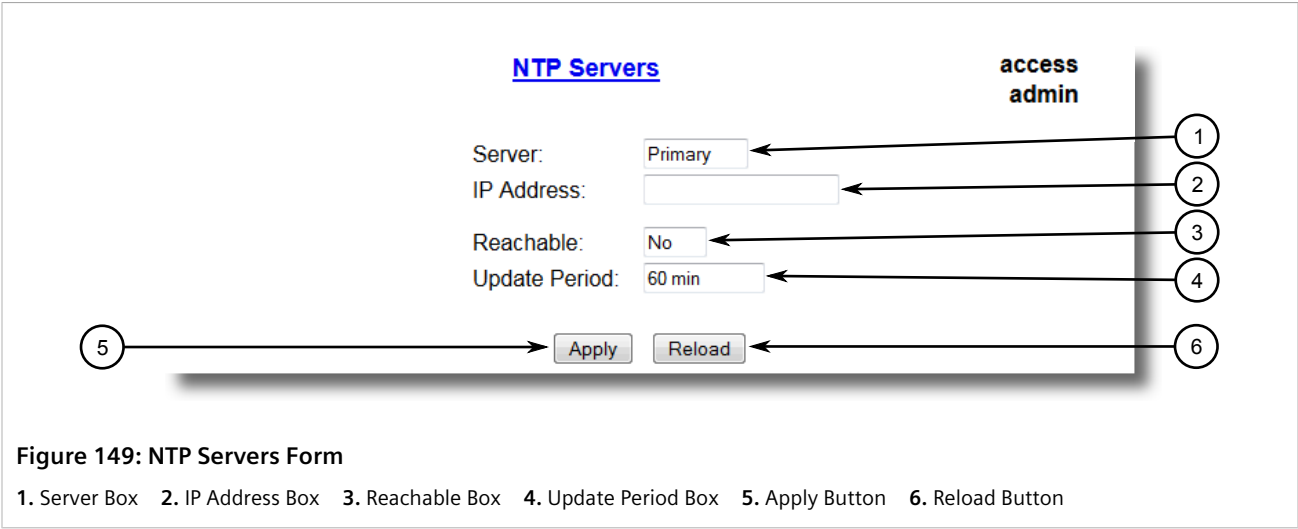 NTP Servers
access
admin
Server: Primary
1
IP Address:
2
Reachable: No
3
Update Period: 60 min
4
5
Apply Reload
6
Figure 149: NTP Servers Form
1. Server Box 2. IP Address Box 3. Reachable Box 4. Update Period Box 5. Apply Button 6. Reload Button